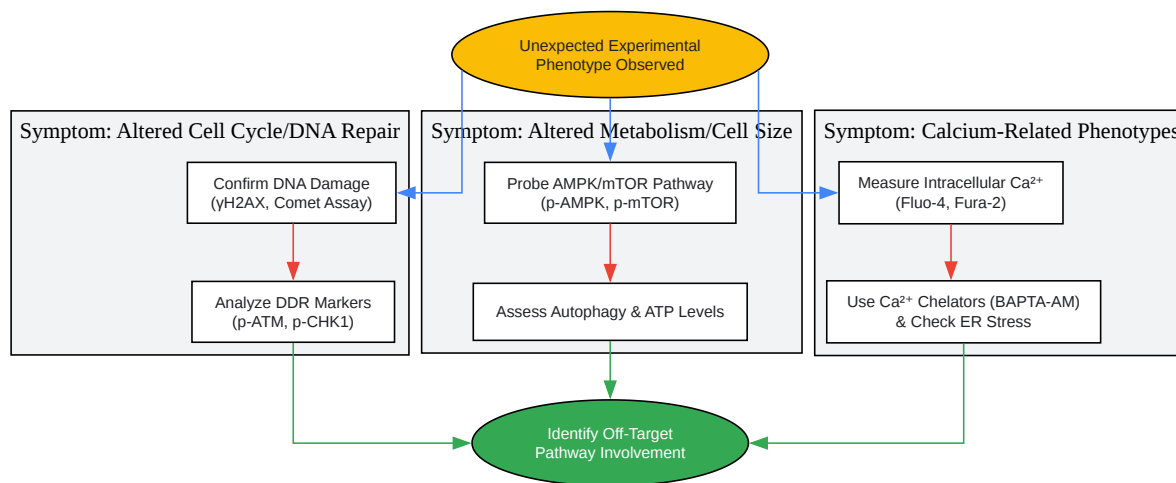 Unexpected Experimental
Phenotype Observed
Symptom: Altered Cell Cycle/DNA Repair
Confirm DNA Damage
(γH2AX, Comet Assay)
Analyze DDR Markers
(p-ATM, p-CHK1)
Symptom: Altered Metabolism/Cell Size
Probe AMPK/mTOR Pathway
(p-AMPK, p-mTOR)
Assess Autophagy & ATP Levels
Symptom: Calcium-Related Phenotypes
Measure Intracellular Ca²⁺
(Fluo-4, Fura-2)
Use Ca²⁺ Chelators (BAPTA-AM)
& Check ER Stress
Identify Off-Target
Pathway Involvement